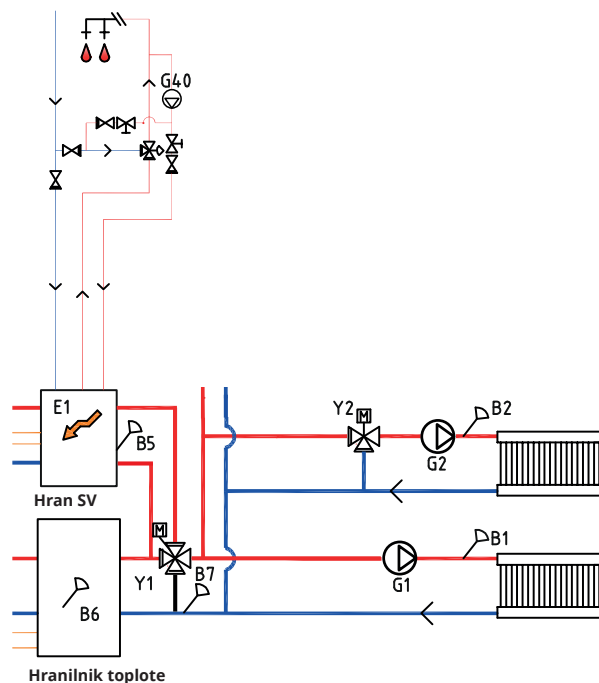 G40
E1
B5
Hran SV
Y2
M
B2
G2
M
Y1
B7
B1
G1
B6
Hranilnik toplote